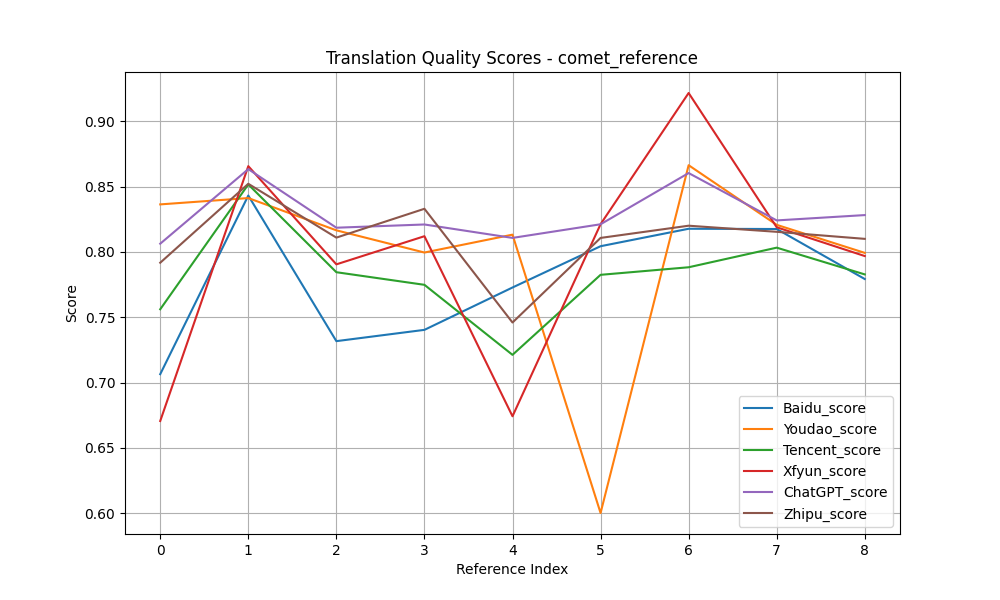 Translation Quality Scores - comet_reference
Score
0.90
0.85
0.80
0.75
0.70
0.65
0.60
0 1 2 3 4 5 6 7 8
Reference Index
Baidu_score
Youdao_score
Tencent_score
Xfyun_score
ChatGPT_score
Zhipu_score